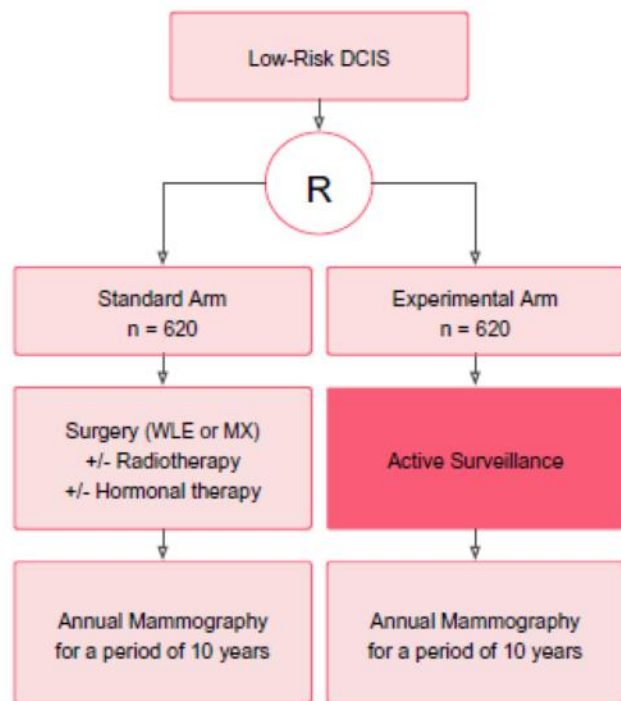 Low-Risk DCIS
R
Standard Arm
n = 620
Experimental Arm
n = 620
Surgery (WLE or MX)
+/- Radiotherapy
+/- Hormonal therapy
Active Surveillance
Annual Mammography
for a period of 10 years
Annual Mammography
for a period of 10 years